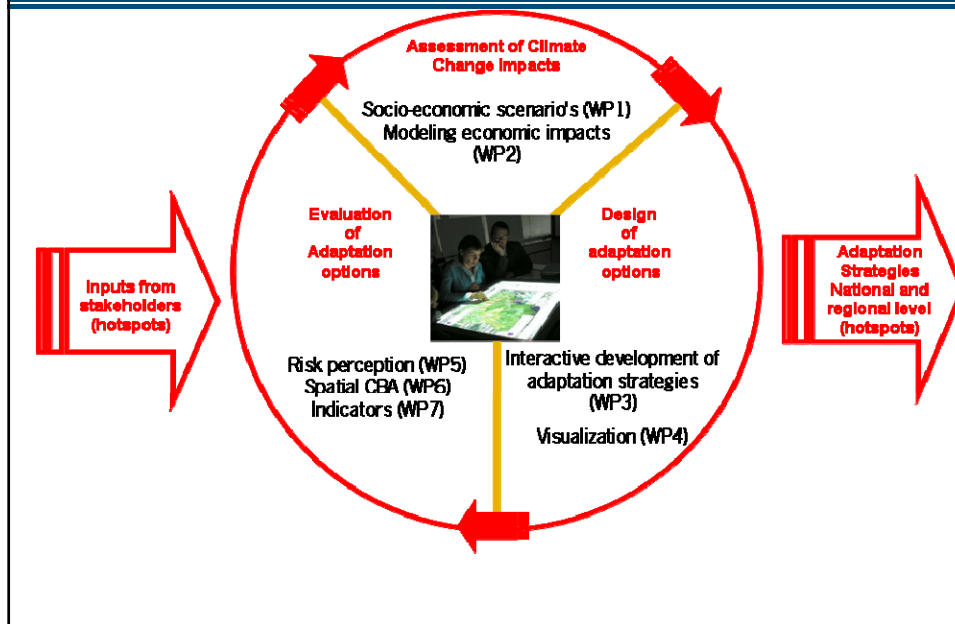 Assessment of Climate
Change Impacts
Socio-economic scenario's (WP1)
Modeling economic impacts
(WP2)
Evaluation
of
Adaptation
options
Design
of
adaptation
options
Inputs from
stakeholders
(hotspots)
Adaptation
Strategies
National and
regional level
(hotspots)
Risk perception (WP5)
Spatial CBA (WP6)
Indicators (WP7)
Interactive development of
adaptation strategies
(WP3)
Visualization (WP4)